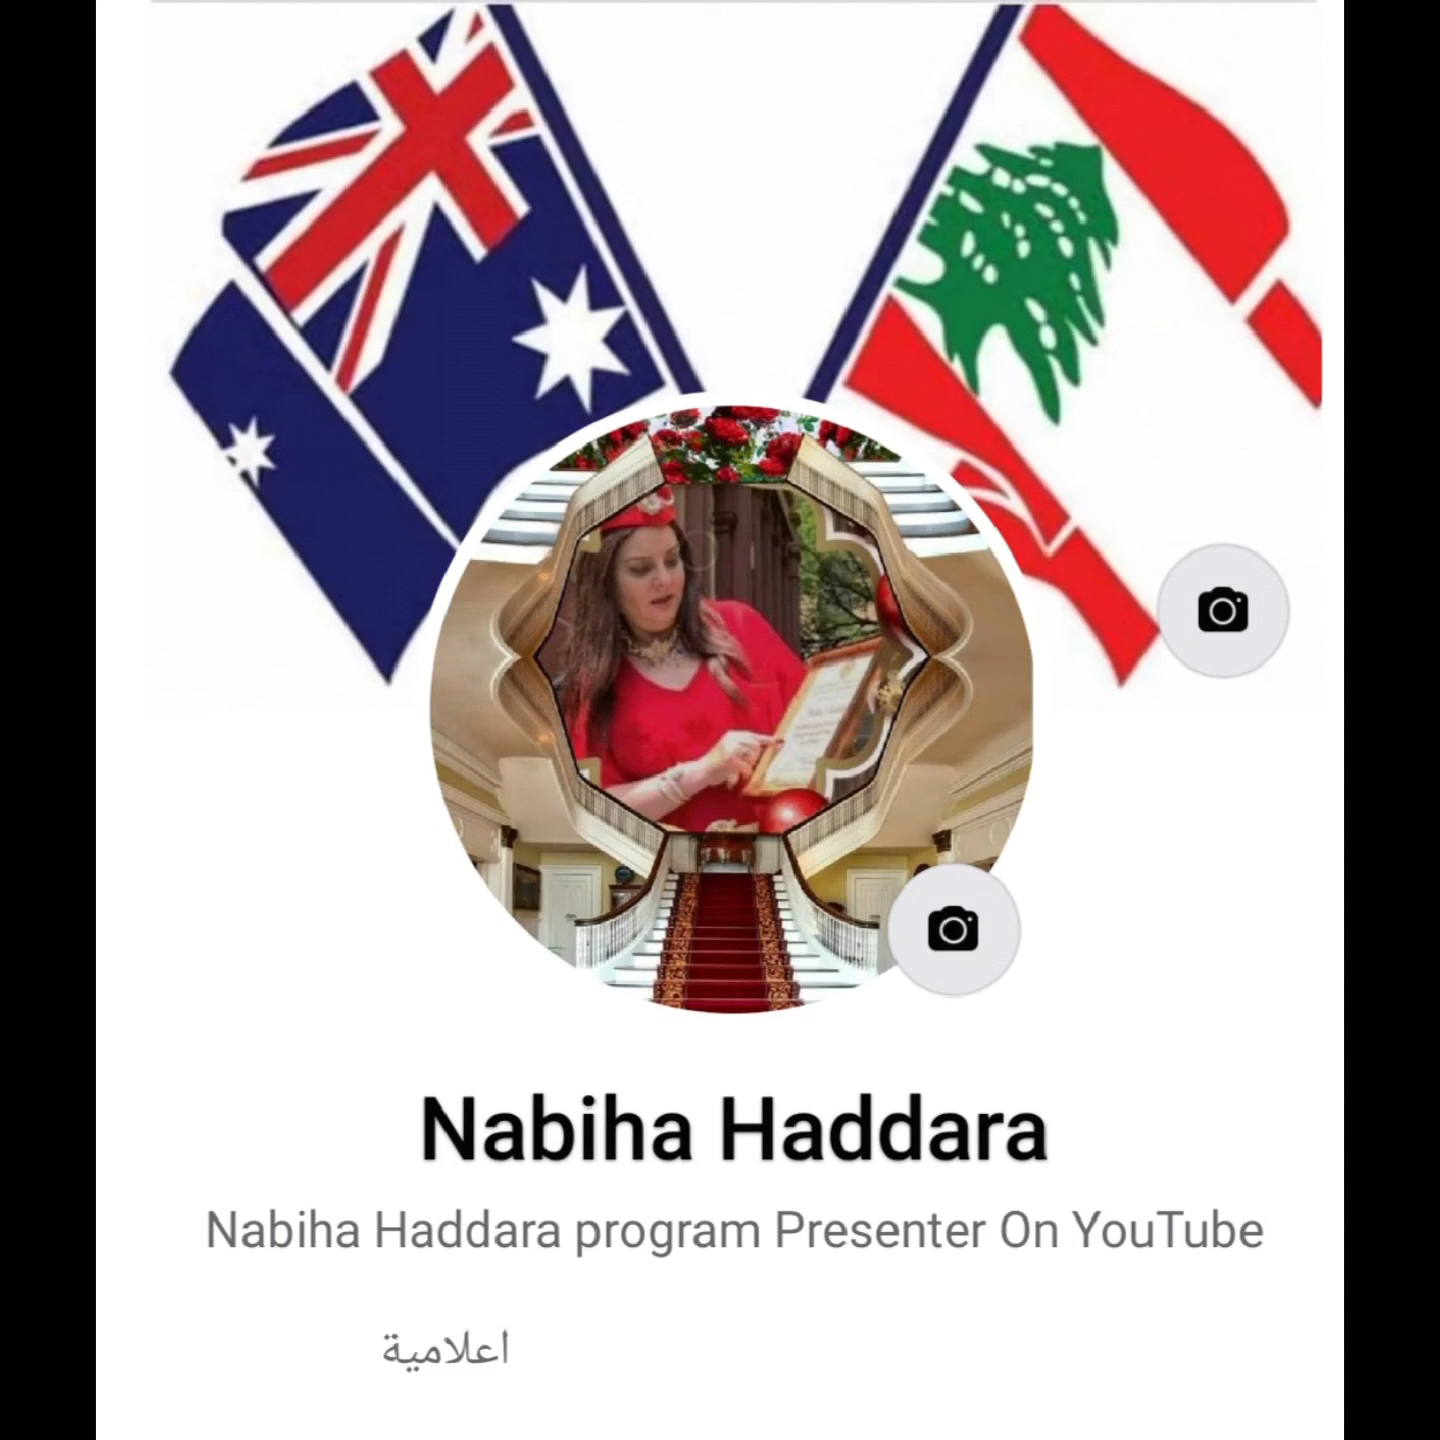 Nabiha Haddara
Nabiha Haddara program Presenter On YouTube
اعلامية